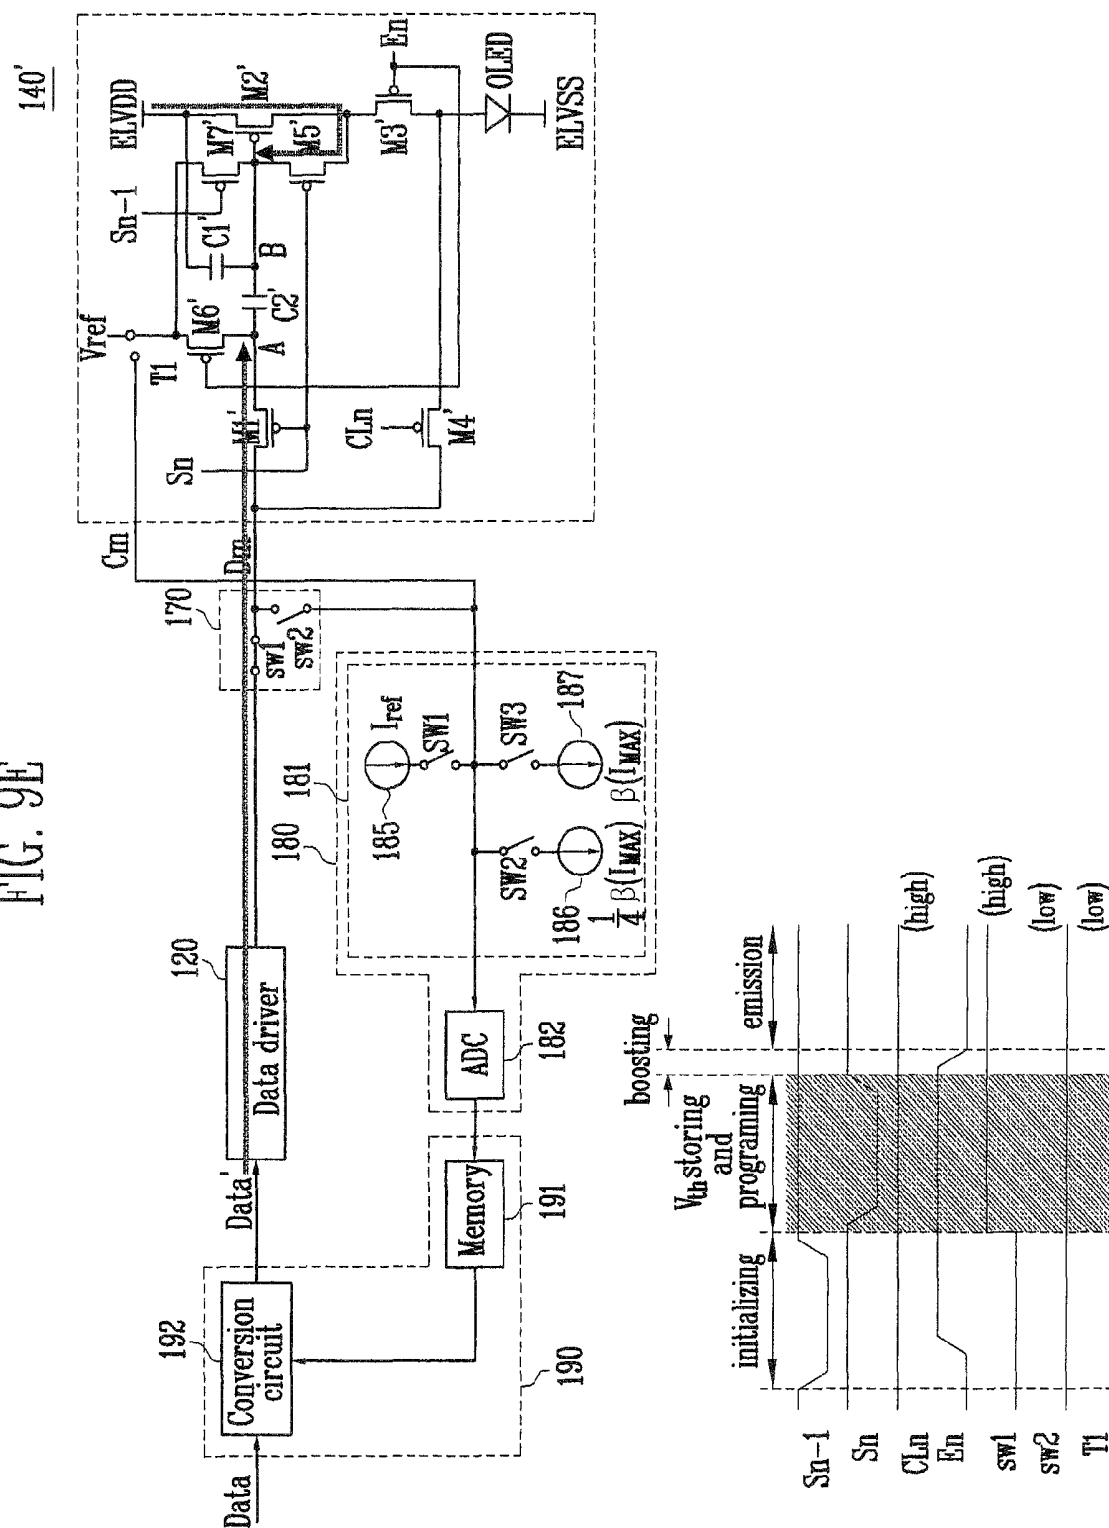 FIG. 9E
140'
ELVDD
M2'
M7'
M5'
Sn-1
C1'
B
C2'
Vref
M6'
A
T1
En
M3'
OLED
ELVSS
M1'
Sn
CLn
M4'
Cm
Dm
170
sw1
sw2
120
Data driver
Data'
192
Conversion
circuit
Data
190
Memory
191
ADC
182
180
181
185
Iref
SW1
SW2
SW3
186
1/4 β(IMAX)
187
β(IMAX)
initializing
Vth storing
and
programing
boosting
emission
Sn-1
Sn
CLn
(high)
En
sw1
(high)
sw2
(low)
T1
(low)